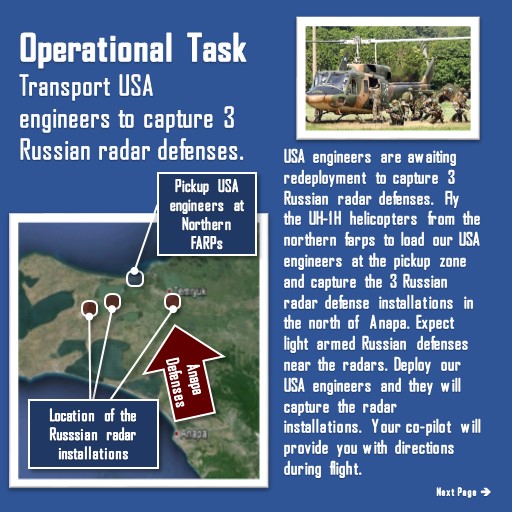 Operational Task
Transport USA
engineers to capture 3
Russian radar defenses.
Pickup USA
engineers at
Northern
FARPs
Temryuk
Anapa
Defenses
Anapa
Location of the
Russsian radar
installations
USA engineers are awaiting
redeployment to capture 3
Russian radar defenses. Fly
the UH-1H helicopters from the
northern farps to load our USA
engineers at the pickup zone
and capture the 3 Russian
radar defense installations in
the north of Anapa. Expect
light armed Russian defenses
near the radars. Deploy our
USA engineers and they will
capture the radar
installations. Your co-pilot will
provide you with directions
during flight.
Next Page →